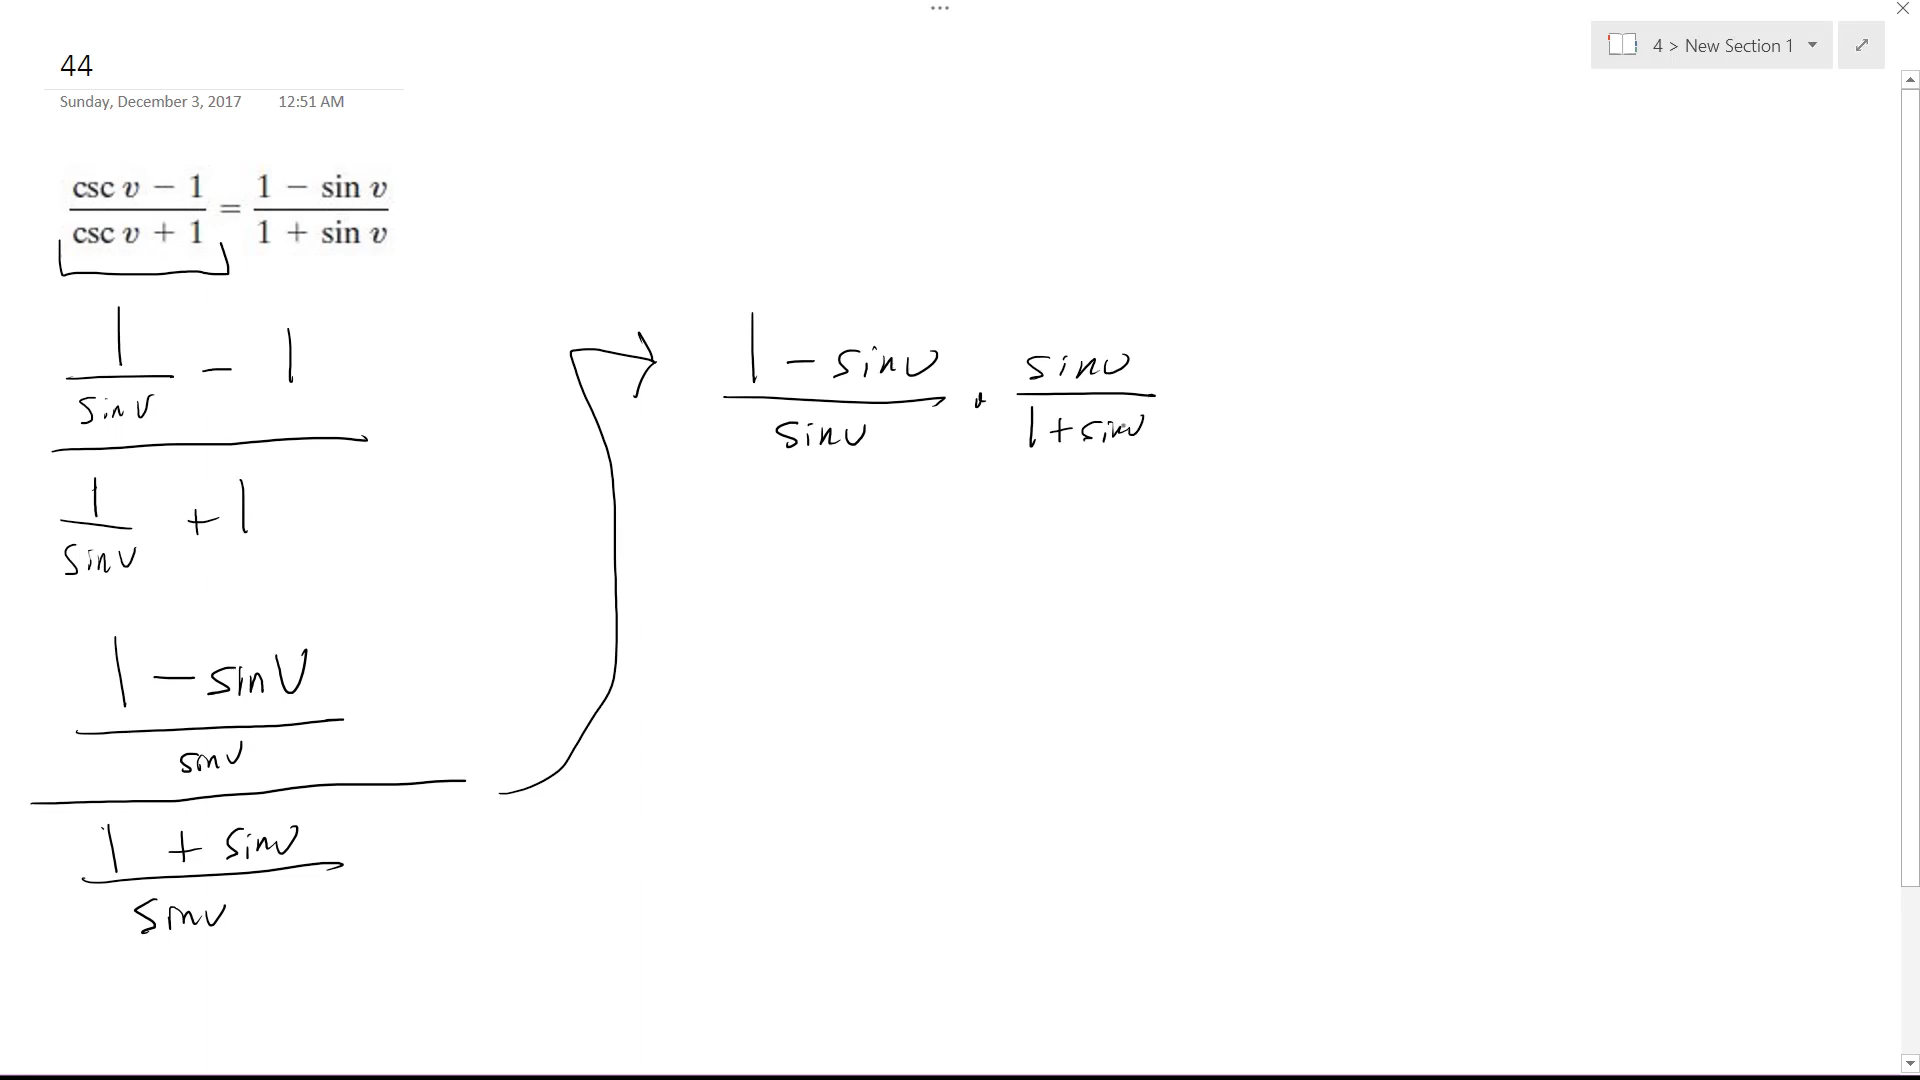 44
Sunday, December 3, 2017 12:51 AM
4 > New Section 1
csc v − 1 = 1 − sin v
csc v + 1 1 + sin v
1 − 1
sin v
1 + 1
sin v
1 − sin v
sin v
1 + sin v
sin v
1 − sin v · sin v
sin v 1 + sin v